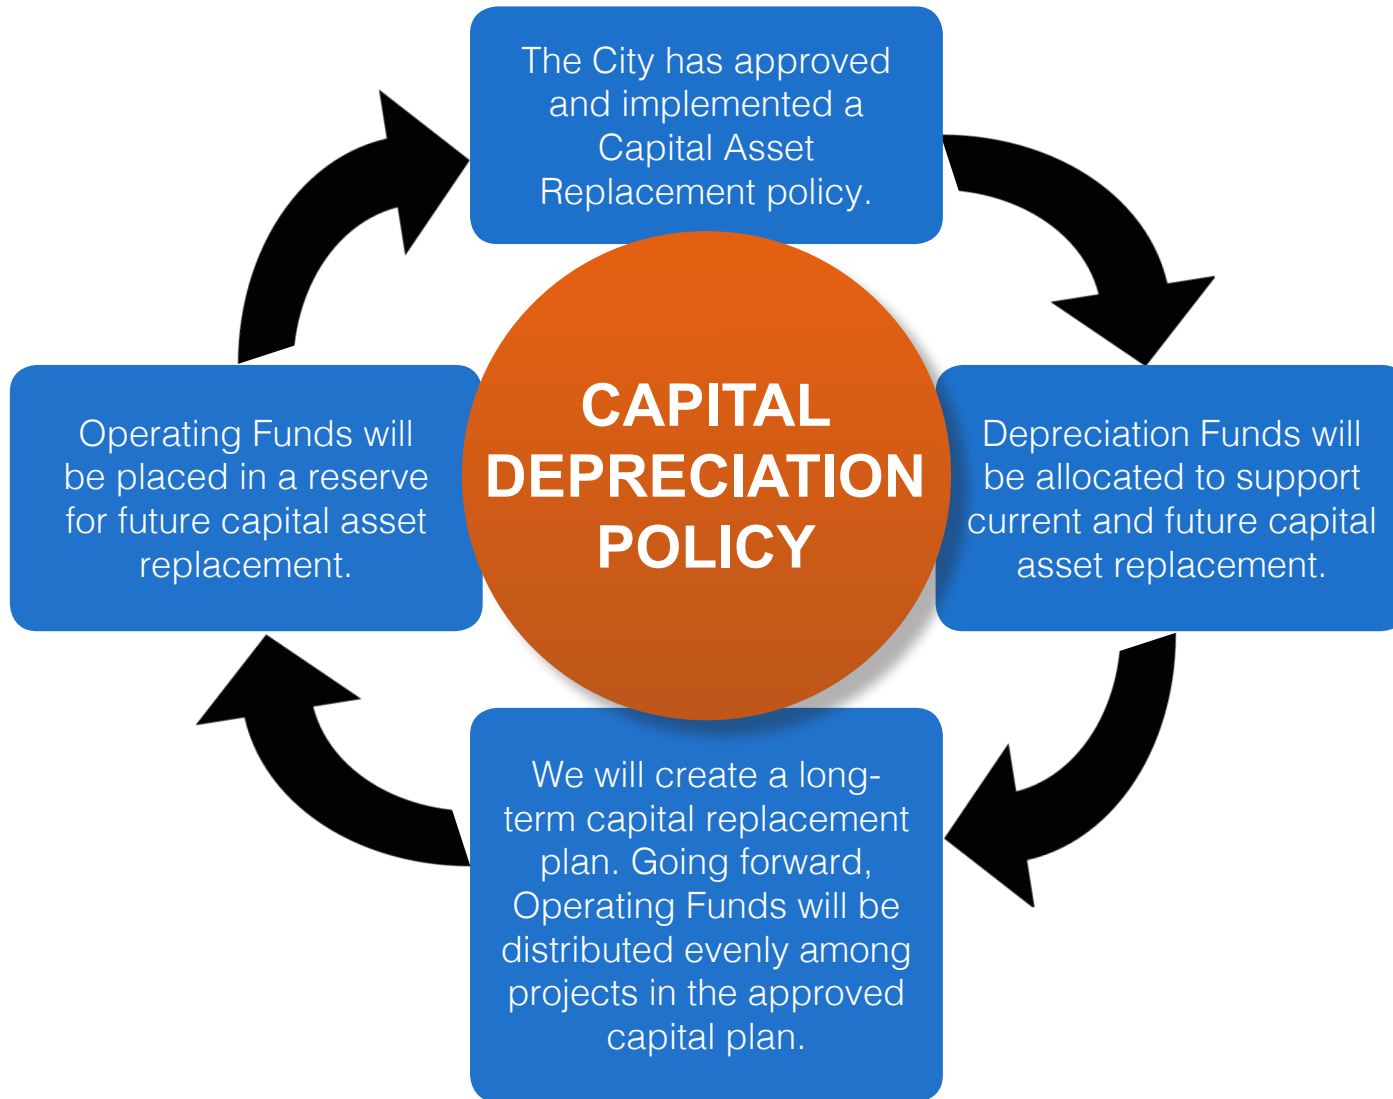 The City has approved
and implemented a
Capital Asset
Replacement policy.
CAPITAL
DEPRECIATION
POLICY
Depreciation Funds will
be allocated to support
current and future capital
asset replacement.
We will create a long-
term capital replacement
plan. Going forward,
Operating Funds will be
distributed evenly among
projects in the approved
capital plan.
Operating Funds will
be placed in a reserve
for future capital asset
replacement.